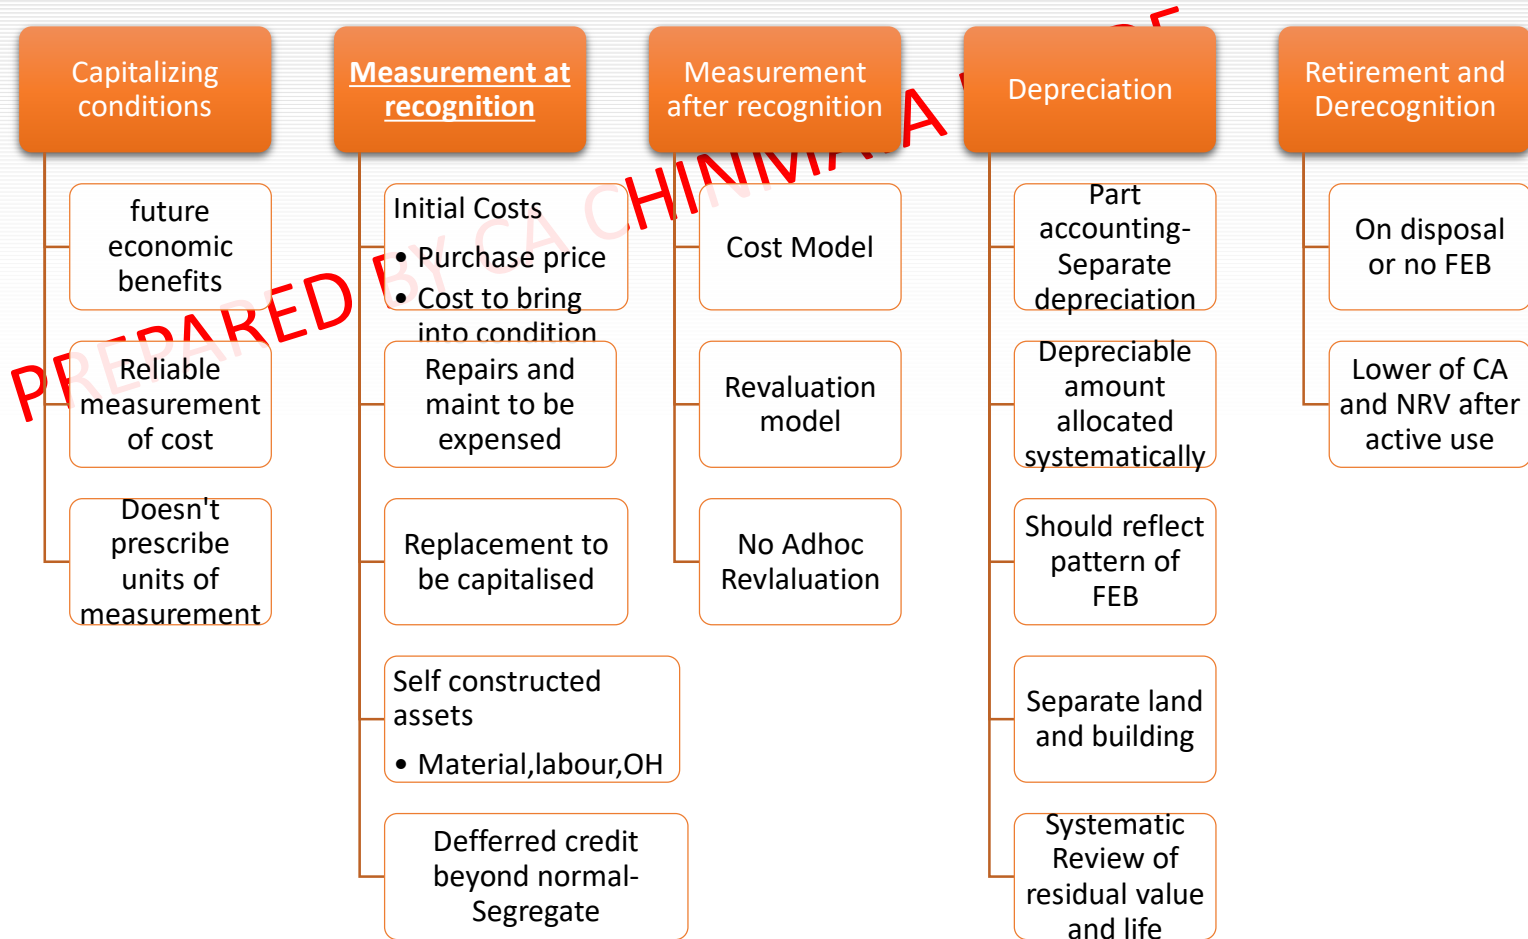 Capitalizing
conditions
future
economic
benefits
Reliable
measurement
of cost
Doesn't
prescribe
units of
measurement
Measurement at
recognition
Initial Costs
• Purchase price
• Cost to bring
into condition
Repairs and
maint to be
expensed
Replacement to
be capitalised
Self constructed
assets
• Material,labour,OH
Defferred credit
beyond normal-
Segregate
Measurement
after recognition
Cost Model
Revaluation
model
No Adhoc
Revlaluation
Depreciation
Part
accounting-
Separate
depreciation
Depreciable
amount
allocated
systematically
Should reflect
pattern of
FEB
Separate land
and building
Systematic
Review of
residual value
and life
Retirement and
Derecognition
On disposal
or no FEB
Lower of CA
and NRV after
active use
PREPARED BY CA